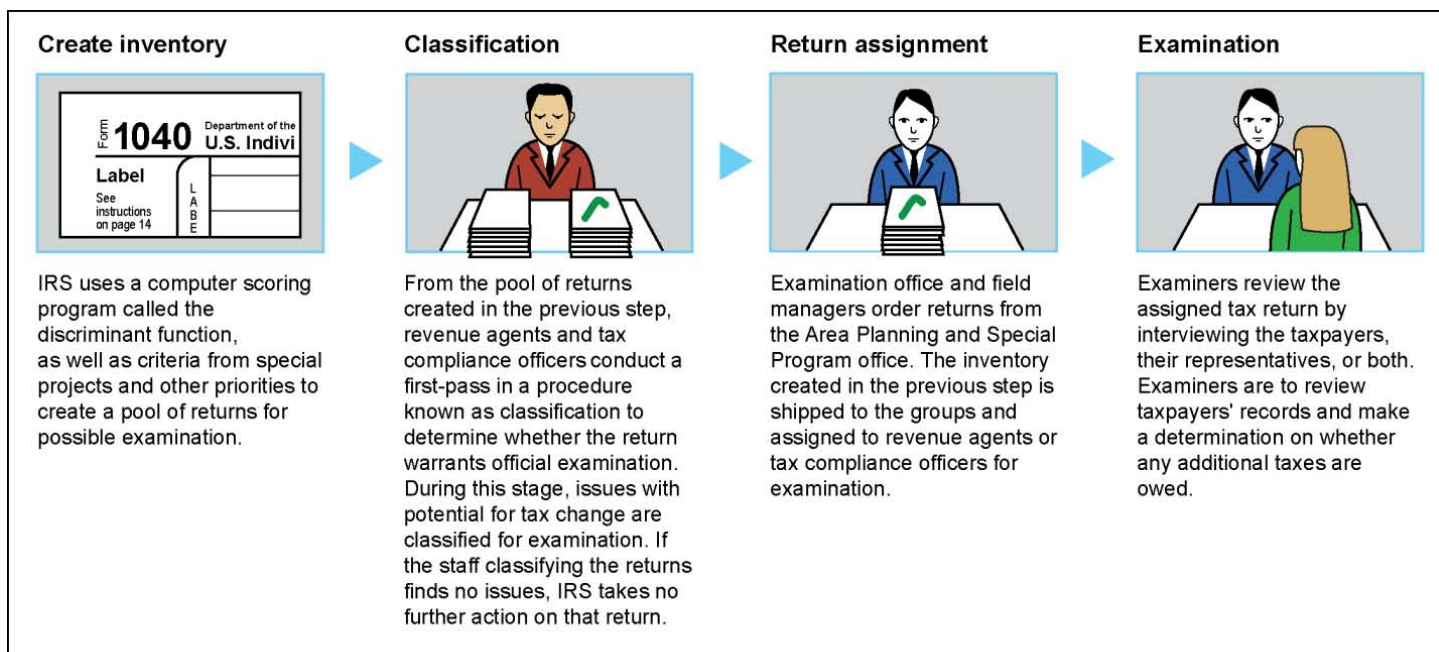 Create inventory
Form 1040 Department of the
U.S. Indivi
Label
See
instructions
on page 14
L
A
B
E
IRS uses a computer scoring
program called the
discriminant function,
as well as criteria from special
projects and other priorities to
create a pool of returns for
possible examination.
Classification
From the pool of returns
created in the previous step,
revenue agents and tax
compliance officers conduct a
first-pass in a procedure
known as classification to
determine whether the return
warrants official examination.
During this stage, issues with
potential for tax change are
classified for examination. If
the staff classifying the returns
finds no issues, IRS takes no
further action on that return.
Return assignment
Examination office and field
managers order returns from
the Area Planning and Special
Program office. The inventory
created in the previous step is
shipped to the groups and
assigned to revenue agents or
tax compliance officers for
examination.
Examination
Examiners review the
assigned tax return by
interviewing the taxpayers,
their representatives, or both.
Examiners are to review
taxpayers' records and make
a determination on whether
any additional taxes are
owed.